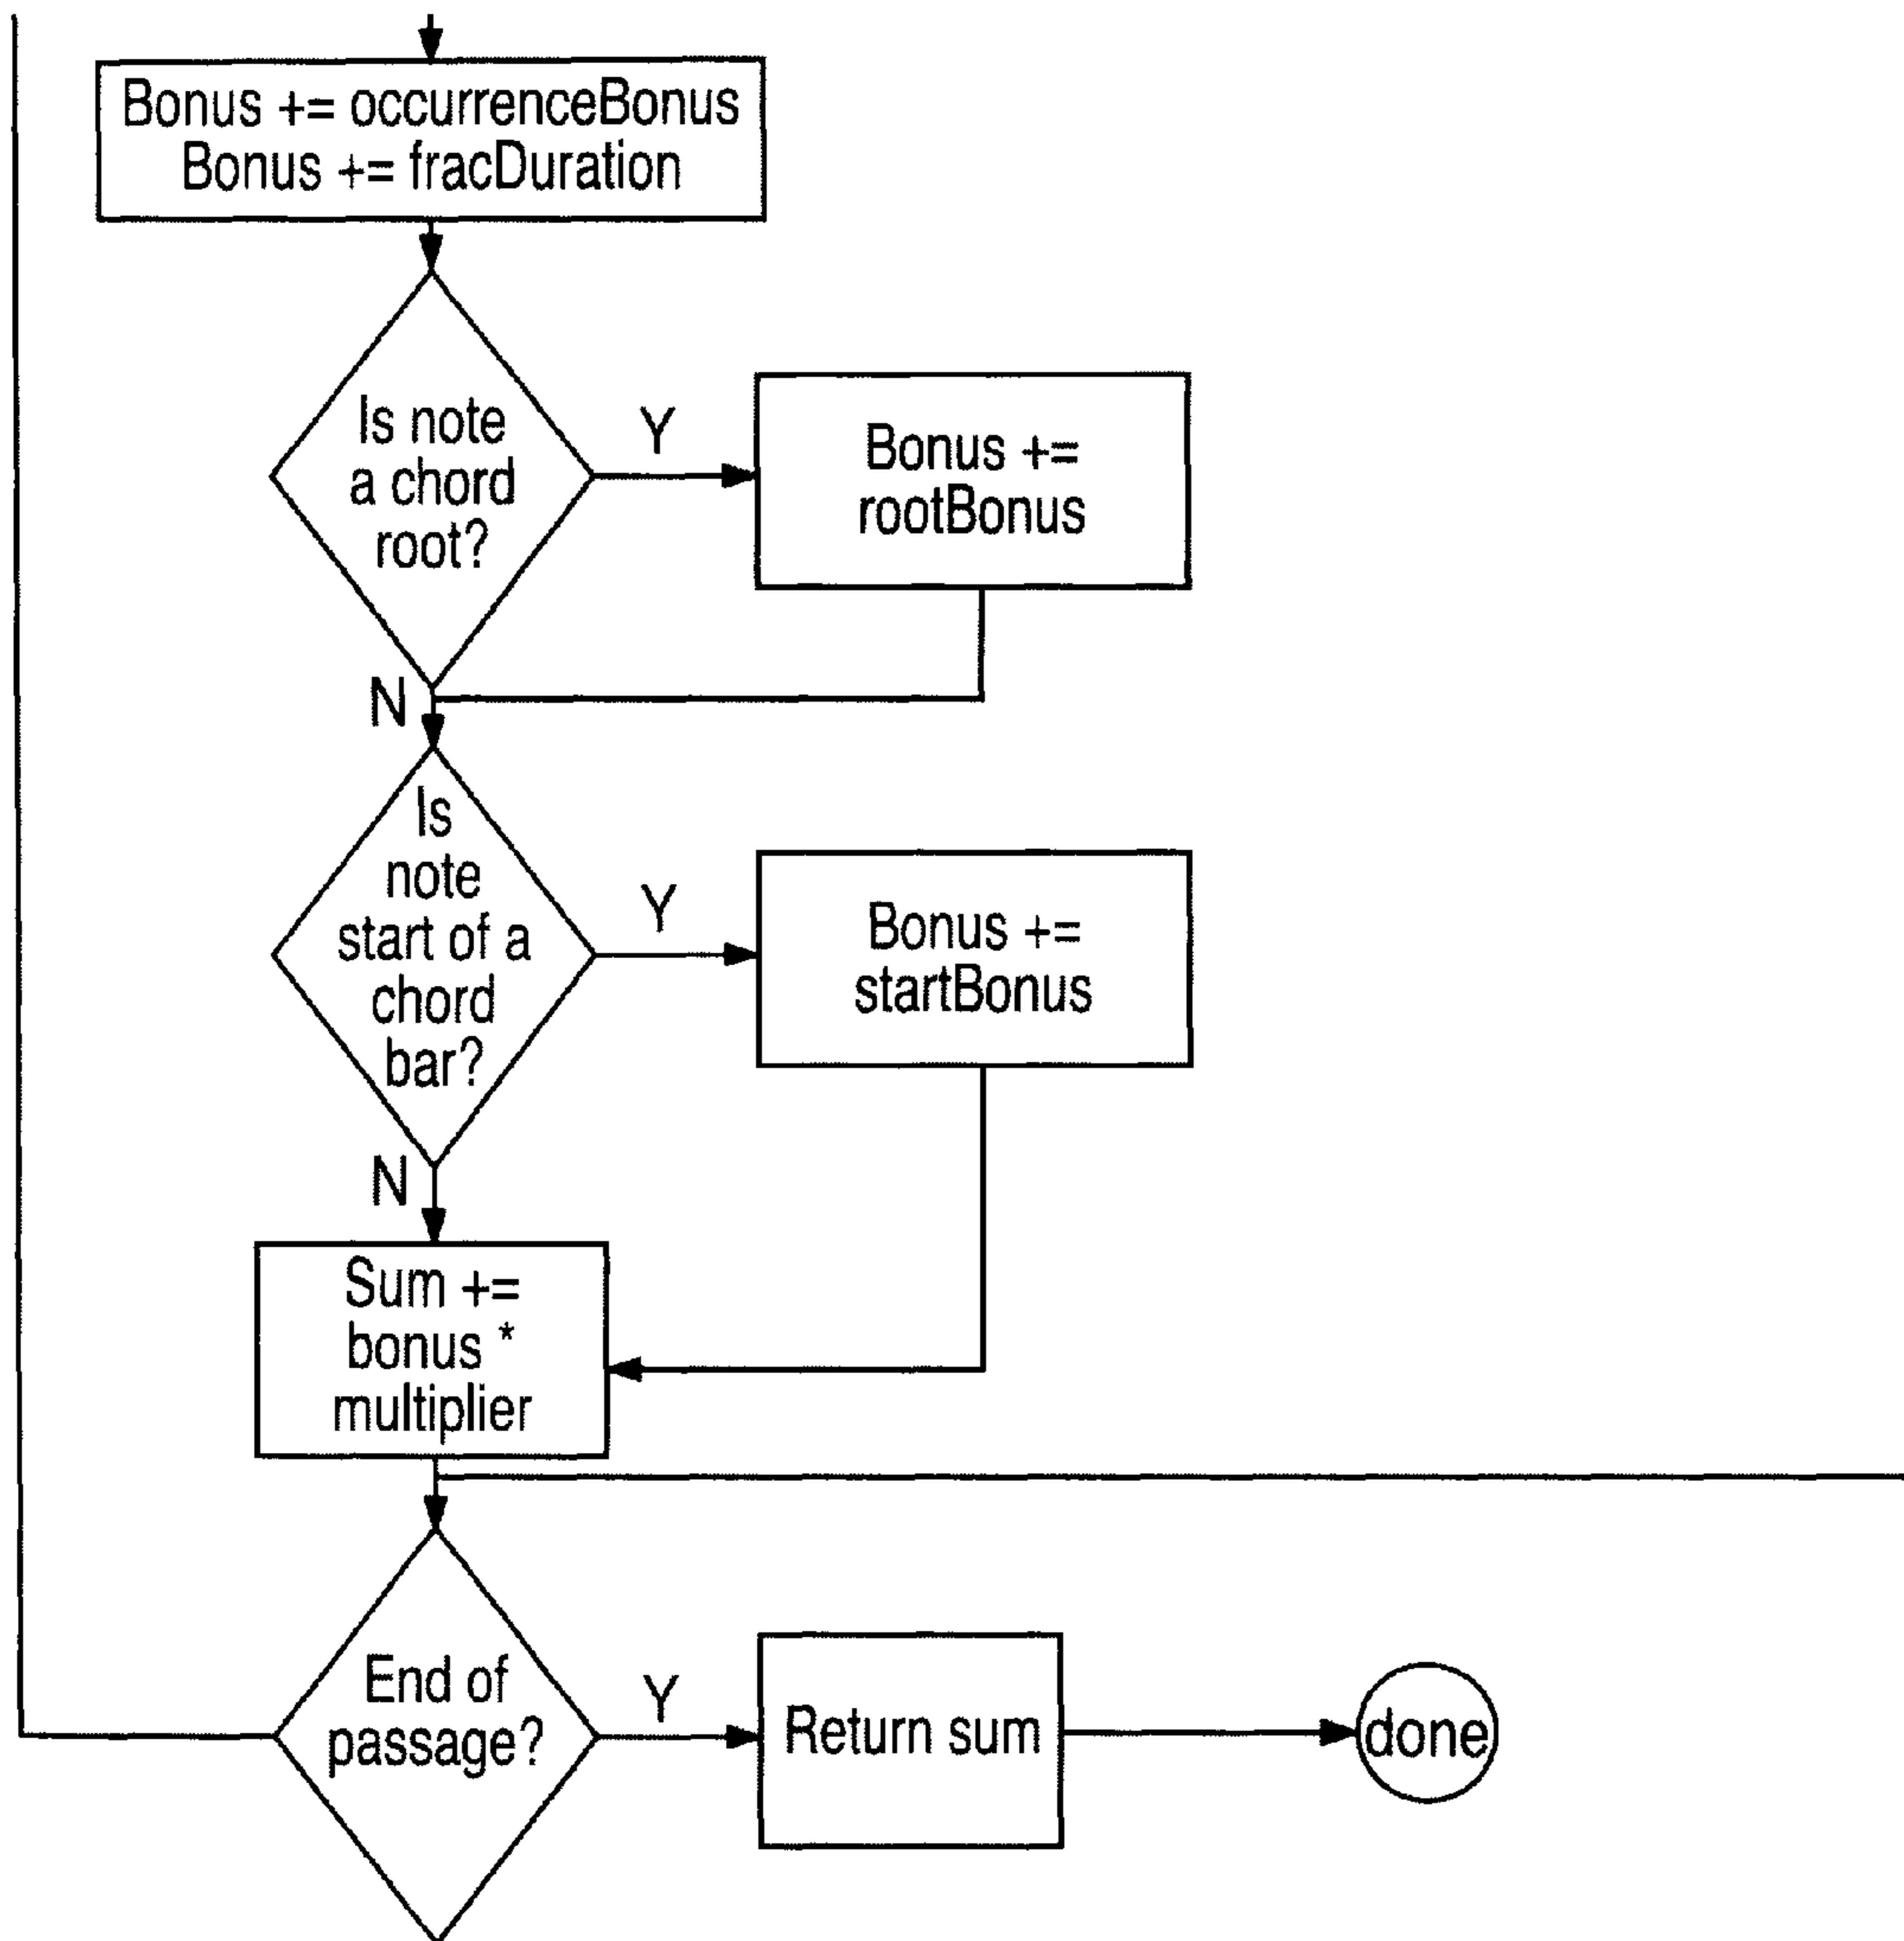 Bonus += occurrenceBonus
Bonus += fracDuration
Is note
a chord
root?
Y
Bonus +=
rootBonus
N
Is
note
start of a
chord
bar?
Y
Bonus +=
startBonus
N
Sum +=
bonus *
multiplier
End of
passage?
Y
Return sum
done